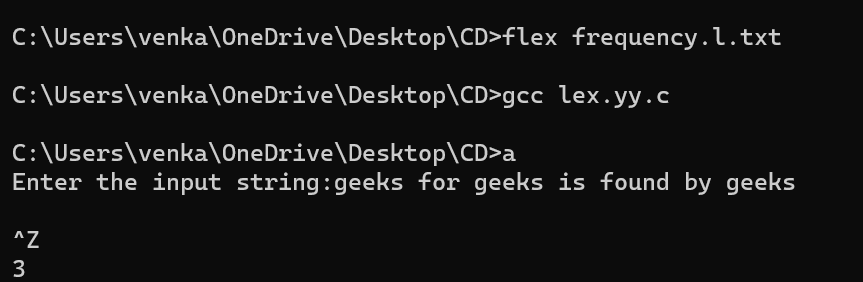 C:\Users\venka\OneDrive\Desktop\CD>flex frequency.l.txt
C:\Users\venka\OneDrive\Desktop\CD>gcc lex.yy.c
C:\Users\venka\OneDrive\Desktop\CD>a
Enter the input string:geeks for geeks is found by geeks
^Z
3